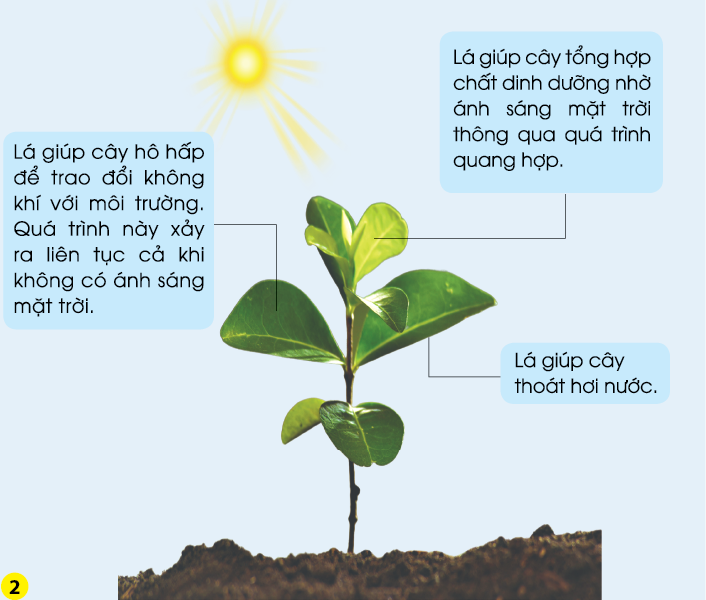 Lá giúp cây tổng hợp
chất dinh dưỡng nhờ
ánh sáng mặt trời
thông qua quá trình
quang hợp.
Lá giúp cây hô hấp
để trao đổi không
khí với môi trường.
Quá trình này xảy
ra liên tục cả khi
không có ánh sáng
mặt trời.
Lá giúp cây
thoát hơi nước.
2